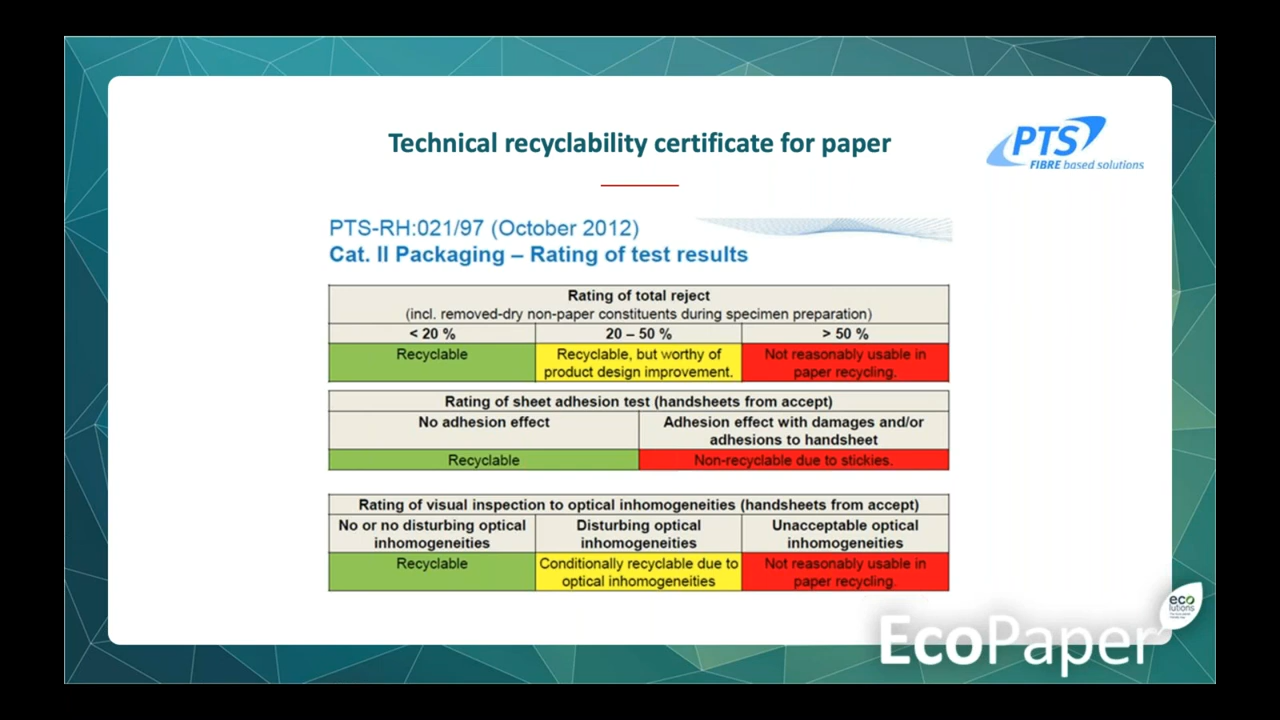 Technical recyclability certificate for paper
PTS
FIBRE based solutions
PTS-RH:021/97 (October 2012)
Cat. II Packaging – Rating of test results
Rating of total reject
(incl. removed-dry non-paper constituents during specimen preparation)
< 20 % 20 – 50 % > 50 %
Recyclable Recyclable, but worthy of Not reasonably usable in
product design improvement. paper recycling.
Rating of sheet adhesion test (handsheets from accept)
No adhesion effect Adhesion effect with damages and/or
adhesions to handsheet
Recyclable Non-recyclable due to stickies.
Rating of visual inspection to optical inhomogeneities (handsheets from accept)
No or no disturbing optical Disturbing optical Unacceptable optical
inhomogeneities inhomogeneities inhomogeneities
Recyclable Conditionally recyclable due to Not reasonably usable in
optical inhomogeneities paper recycling.
eco
lutions
EcoPaper